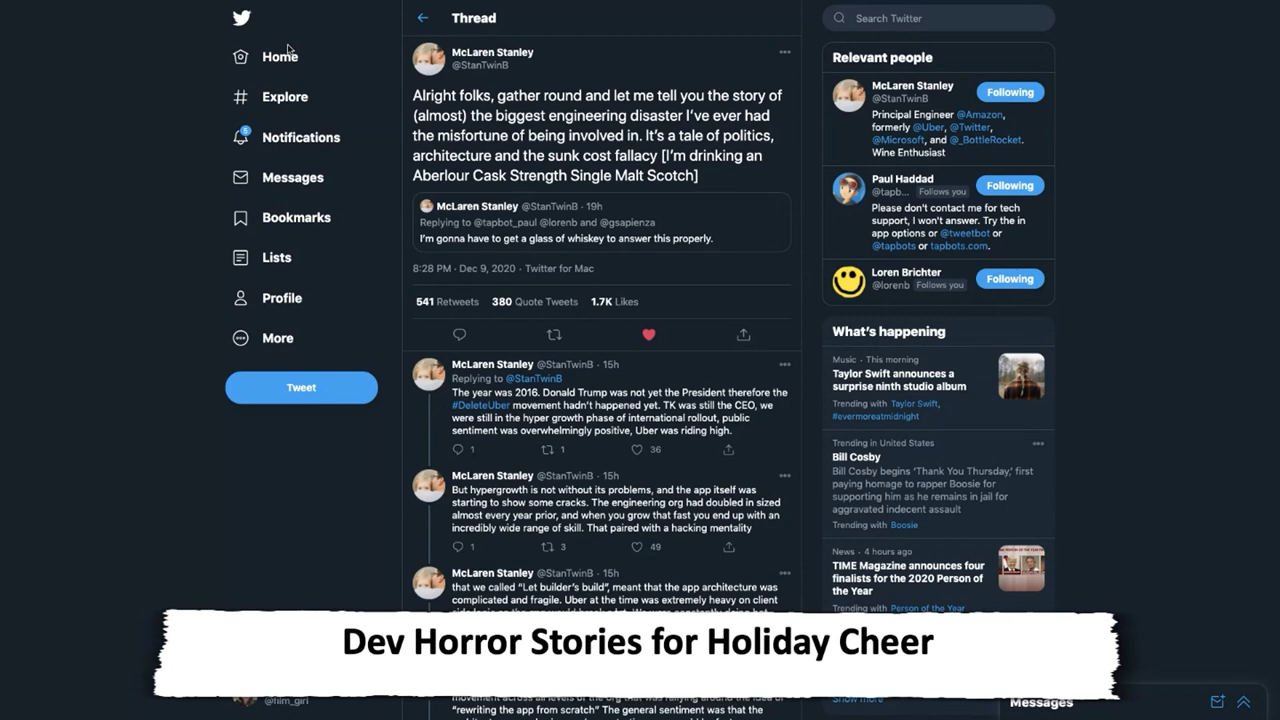 Home
Explore
Notifications
Messages
Bookmarks
Lists
Profile
More
Tweet
@film_girl
Thread
McLaren Stanley
@StanTwinB
Alright folks, gather round and let me tell you the story of
(almost) the biggest engineering disaster I've ever had
the misfortune of being involved in. It's a tale of politics,
architecture and the sunk cost fallacy [I'm drinking an
Aberlour Cask Strength Single Malt Scotch]
McLaren Stanley @StanTwinB · 19h
Replying to @tapbot_paul @lorenb and @gsapienza
I'm gonna have to get a glass of whiskey to answer this properly.
8:28 PM · Dec 9, 2020 · Twitter for Mac
541 Retweets 380 Quote Tweets 1.7K Likes
McLaren Stanley @StanTwinB · 15h
Replying to @StanTwinB
The year was 2016. Donald Trump was not yet the President therefore the
#DeleteUber movement hadn't happened yet. TK was still the CEO, we
were still in the hyper growth phase of international rollout, public
sentiment was overwhelmingly positive, Uber was riding high.
1 1 36
McLaren Stanley @StanTwinB · 15h
But hypergrowth is not without its problems, and the app itself was
starting to show some cracks. The engineering org had doubled in sized
almost every year prior, and when you grow that fast you end up with an
incredibly wide range of skill. That paired with a hacking mentality
1 3 49
McLaren Stanley @StanTwinB · 15h
that we called "Let builder's build", meant that the app architecture was
complicated and fragile. Uber at the time was extremely heavy on client
"rewriting the app from scratch" The general sentiment was that the
Search Twitter
Relevant people
McLaren Stanley
@StanTwinB
Following
Principal Engineer @Amazon,
formerly @Uber, @Twitter,
@Microsoft, and @_BottleRocket.
Wine Enthusiast
Paul Haddad
@tapb... Follows you
Following
Please don't contact me for tech
support, I won't answer. Try the in
app options or @tweetbot or
@tapbots or tapbots.com.
Loren Brichter
@lorenb Follows you
Following
What's happening
Music · This morning
Taylor Swift announces a
surprise ninth studio album
Trending with Taylor Swift,
#evermoreatmidnight
Trending in United States
Bill Cosby
Bill Cosby begins 'Thank You Thursday,' first
paying homage to rapper Boosie for
supporting him as he remains in jail for
aggravated indecent assault
Trending with Boosie
News · 4 hours ago
TIME Magazine announces four
finalists for the 2020 Person of
the Year
Trending with Person of the Year
Show more
Messages
Dev Horror Stories for Holiday Cheer